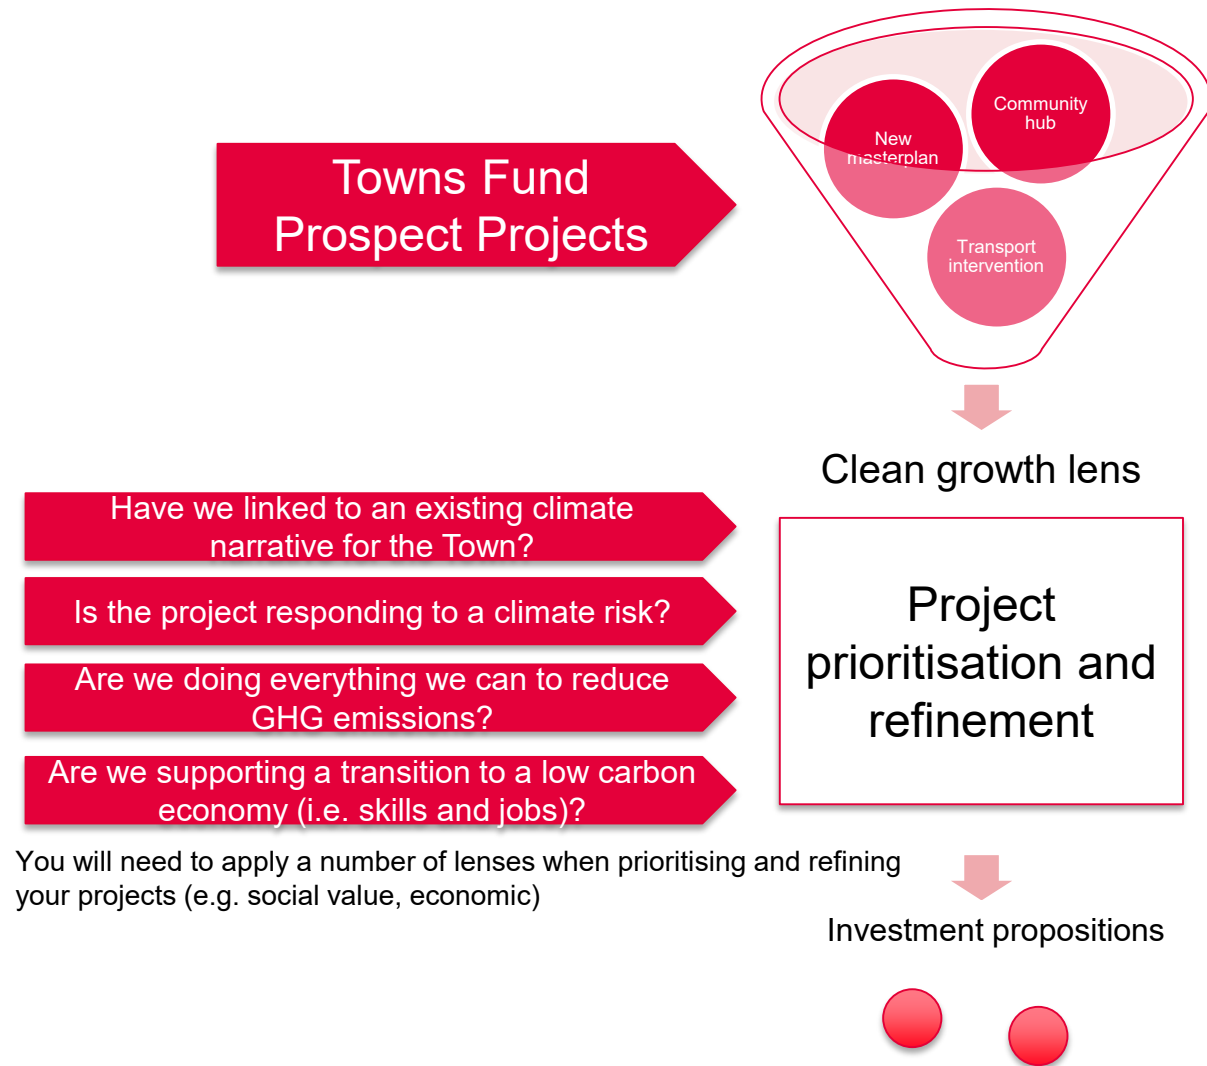 Towns Fund
Prospect Projects
Community
hub
New
masterplan
Transport
intervention
Clean growth lens
Have we linked to an existing climate
narrative for the Town?
Is the project responding to a climate risk?
Are we doing everything we can to reduce
GHG emissions?
Are we supporting a transition to a low carbon
economy (i.e. skills and jobs)?
Project
prioritisation and
refinement
You will need to apply a number of lenses when prioritising and refining
your projects (e.g. social value, economic)
Investment propositions